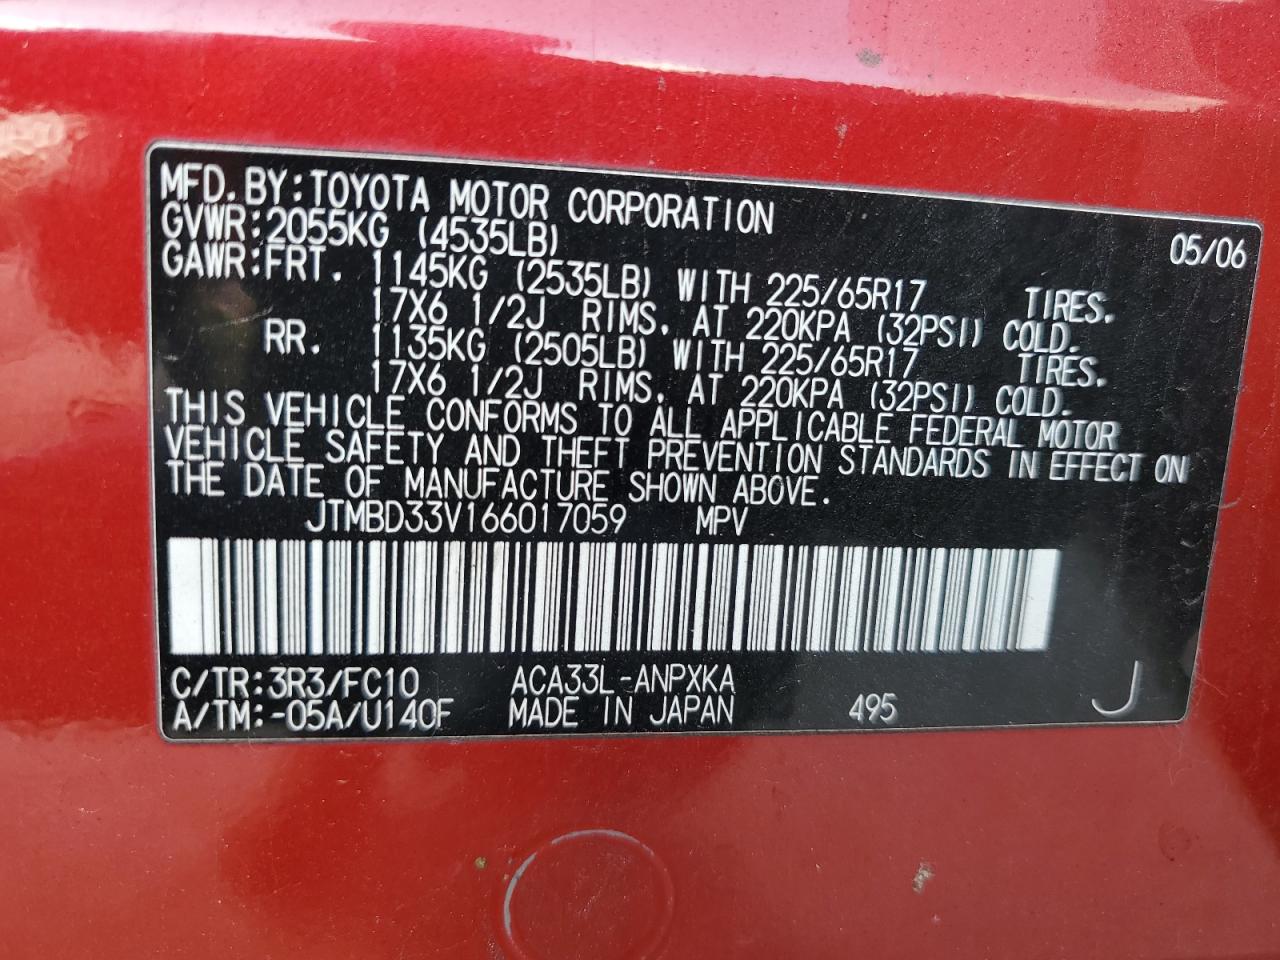 MFD. BY: TOYOTA MOTOR CORPORATION
GVWR: 2055KG (4535LB) 05/06
GAWR: FRT. 1145KG (2535LB) WITH 225/65R17 TIRES.
17X6 1/2J RIMS, AT 220KPA (32PSI) COLD.
RR. 1135KG (2505LB) WITH 225/65R17 TIRES.
17X6 1/2J RIMS, AT 220KPA (32PSI) COLD.
THIS VEHICLE CONFORMS TO ALL APPLICABLE FEDERAL MOTOR
VEHICLE SAFETY AND THEFT PREVENTION STANDARDS IN EFFECT ON
THE DATE OF MANUFACTURE SHOWN ABOVE.
JTMBD33V166017059 MPV
C/TR: 3R3/FC10 ACA33L-ANPXKA
A/TM: -05A/U140F MADE IN JAPAN 495 J